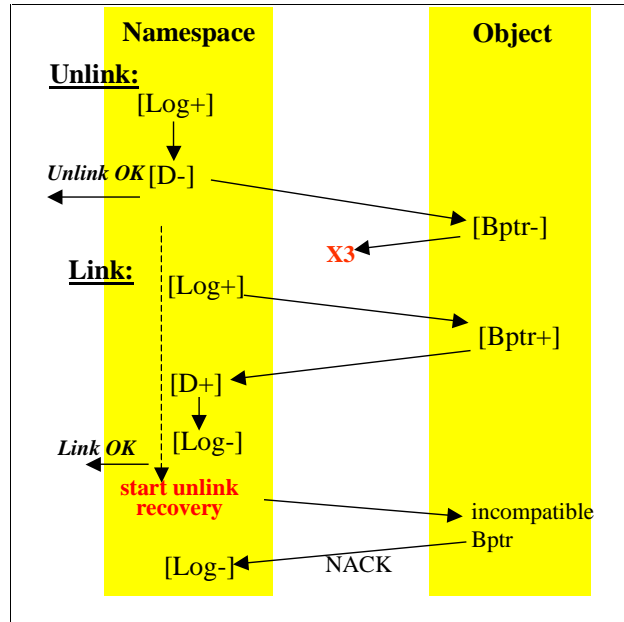 Namespace
Object
Unlink:
[Log+]
Unlink OK
[D-]
[Bptr-]
X3
Link:
[Log+]
[Bptr+]
[D+]
[Log-]
Link OK
start unlink
recovery
incompatible
Bptr
NACK
[Log-]